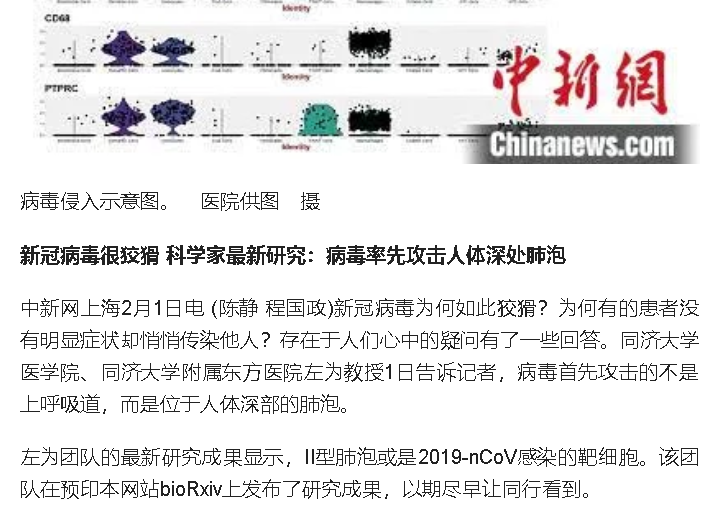 Identity
CD68
Identity
PTPRC
Identity
中新網
Chinanews.com
病毒侵入示意图。 医院供图 摄
新冠病毒很狡猾 科学家最新研究：病毒率先攻击人体深处肺泡
中新网上海2月1日电 (陈静 程国政)新冠病毒为何如此狡猾？为何有的患者没
有明显症状却悄悄传染他人？存在于人们心中的疑问有了一些回答。同济大学
医学院、同济大学附属东方医院左为教授1日告诉记者，病毒首先攻击的不是
上呼吸道，而是位于人体深部的肺泡。
左为团队的最新研究成果显示，II型肺泡或是2019-nCoV感染的靶细胞。该团
队在预印本网站bioRxiv上发布了研究成果，以期尽早让同行看到。